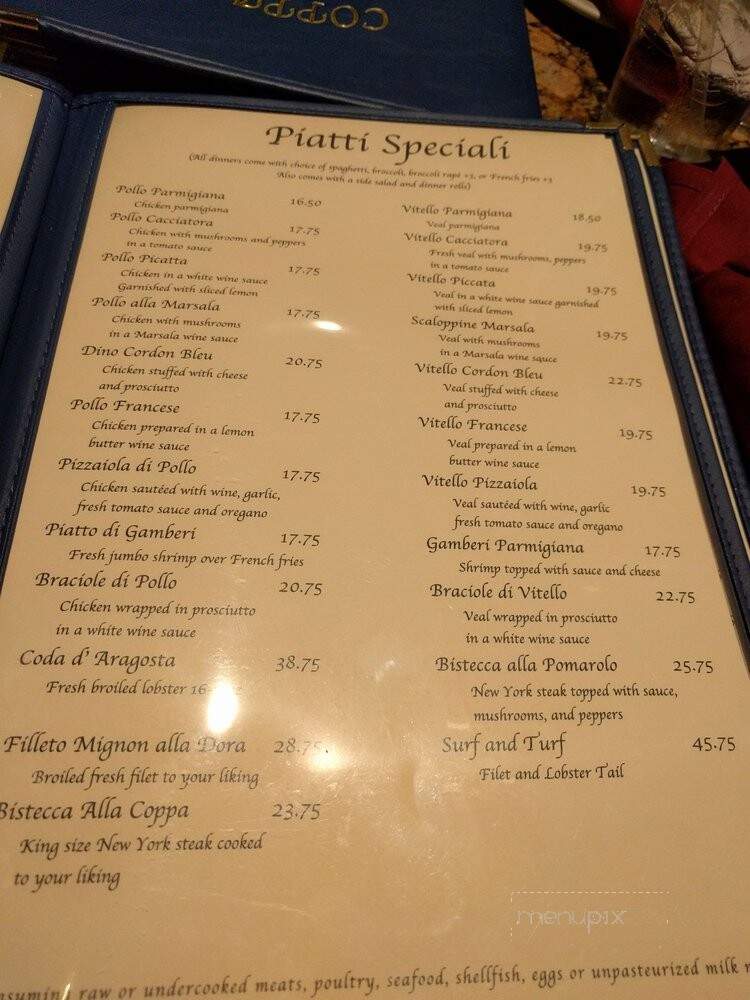 COPPA
Piatti Speciali
(All dinners come with choice of spaghetti, broccoli, broccoli rape +3, or French fries +3
Also comes with a side salad and dinner rolls)
Pollo Parmigiana 16.50
Chicken parmigiana
Pollo Cacciatora 17.75
Chicken with mushrooms and peppers
in a tomato sauce
Pollo Picatta 17.75
Chicken in a white wine sauce
Garnished with sliced lemon
Pollo alla Marsala 17.75
Chicken with mushrooms
in a Marsala wine sauce
Dino Cordon Bleu 20.75
Chicken stuffed with cheese
and prosciutto
Pollo Francese 17.75
Chicken prepared in a lemon
butter wine sauce
Pizzaiola di Pollo 17.75
Chicken sautéed with wine, garlic,
fresh tomato sauce and oregano
Piatto di Gamberi 17.75
Fresh jumbo shrimp over French fries
Braciole di Pollo 20.75
Chicken wrapped in prosciutto
in a white wine sauce
Coda d' Aragosta 38.75
Fresh broiled lobster
Filleto Mignon alla Dora 28.75
Broiled fresh filet to your liking
Bistecca Alla Coppa 23.75
King size New York steak cooked
to your liking
Vitello Parmigiana 18.50
Veal parmigiana
Vitello Cacciatora 19.75
Fresh veal with mushrooms, peppers
in a tomato sauce
Vitello Piccata 19.75
Veal in a white wine sauce garnished
with sliced lemon
Scaloppine Marsala 19.75
Veal with mushrooms
in a Marsala wine sauce
Vitello Cordon Bleu 22.75
Veal stuffed with cheese
and prosciutto
Vitello Francese 19.75
Veal prepared in a lemon
butter wine sauce
Vitello Pizzaiola 19.75
Veal sautéed with wine, garlic
fresh tomato sauce and oregano
Gamberi Parmigiana 17.75
Shrimp topped with sauce and cheese
Braciole di Vitello 22.75
Veal wrapped in prosciutto
in a white wine sauce
Bistecca alla Pomarolo 25.75
New York steak topped with sauce,
mushrooms, and peppers
Surf and Turf 45.75
Filet and Lobster Tail
menupix
raw or undercooked meats, poultry, seafood, shellfish, eggs or unpasteurized milk